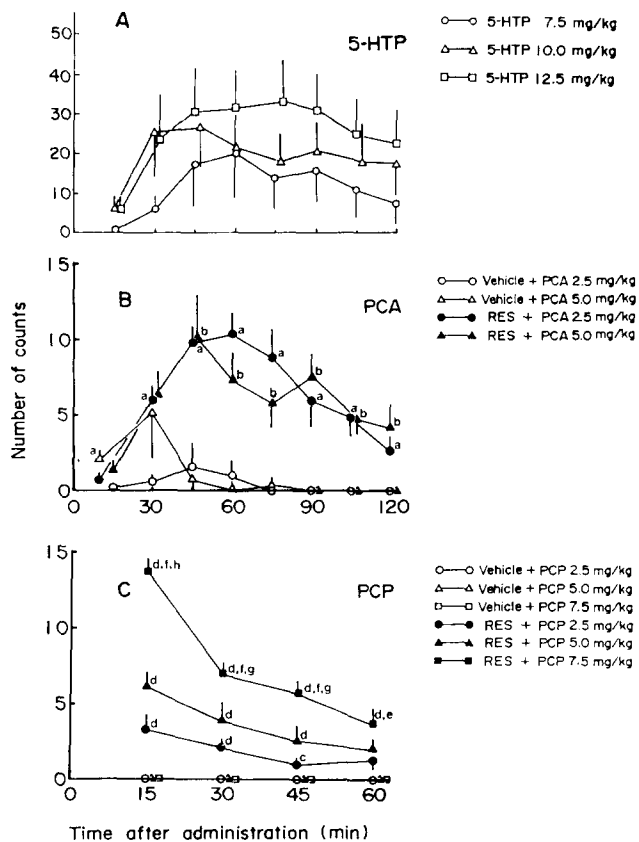 A
5-HTP
5-HTP 7.5 mg/kg
5-HTP 10.0 mg/kg
5-HTP 12.5 mg/kg
50
40
30
20
10
0
B
PCA
Vehicle + PCA 2.5 mg/kg
Vehicle + PCA 5.0 mg/kg
RES + PCA 2.5 mg/kg
RES + PCA 5.0 mg/kg
15
10
5
0
a
a
a
b
a
b
a
b
a
b
a
b
a
b
0 30 60 90 120
Number of counts
C
PCP
Vehicle + PCP 2.5 mg/kg
Vehicle + PCP 5.0 mg/kg
Vehicle + PCP 7.5 mg/kg
RES + PCP 2.5 mg/kg
RES + PCP 5.0 mg/kg
RES + PCP 7.5 mg/kg
15
10
5
0
d,f,h
d,f,g
d,f,g
d,e
d
d
d
d
d
c
0 15 30 45 60
Time after administration (min)